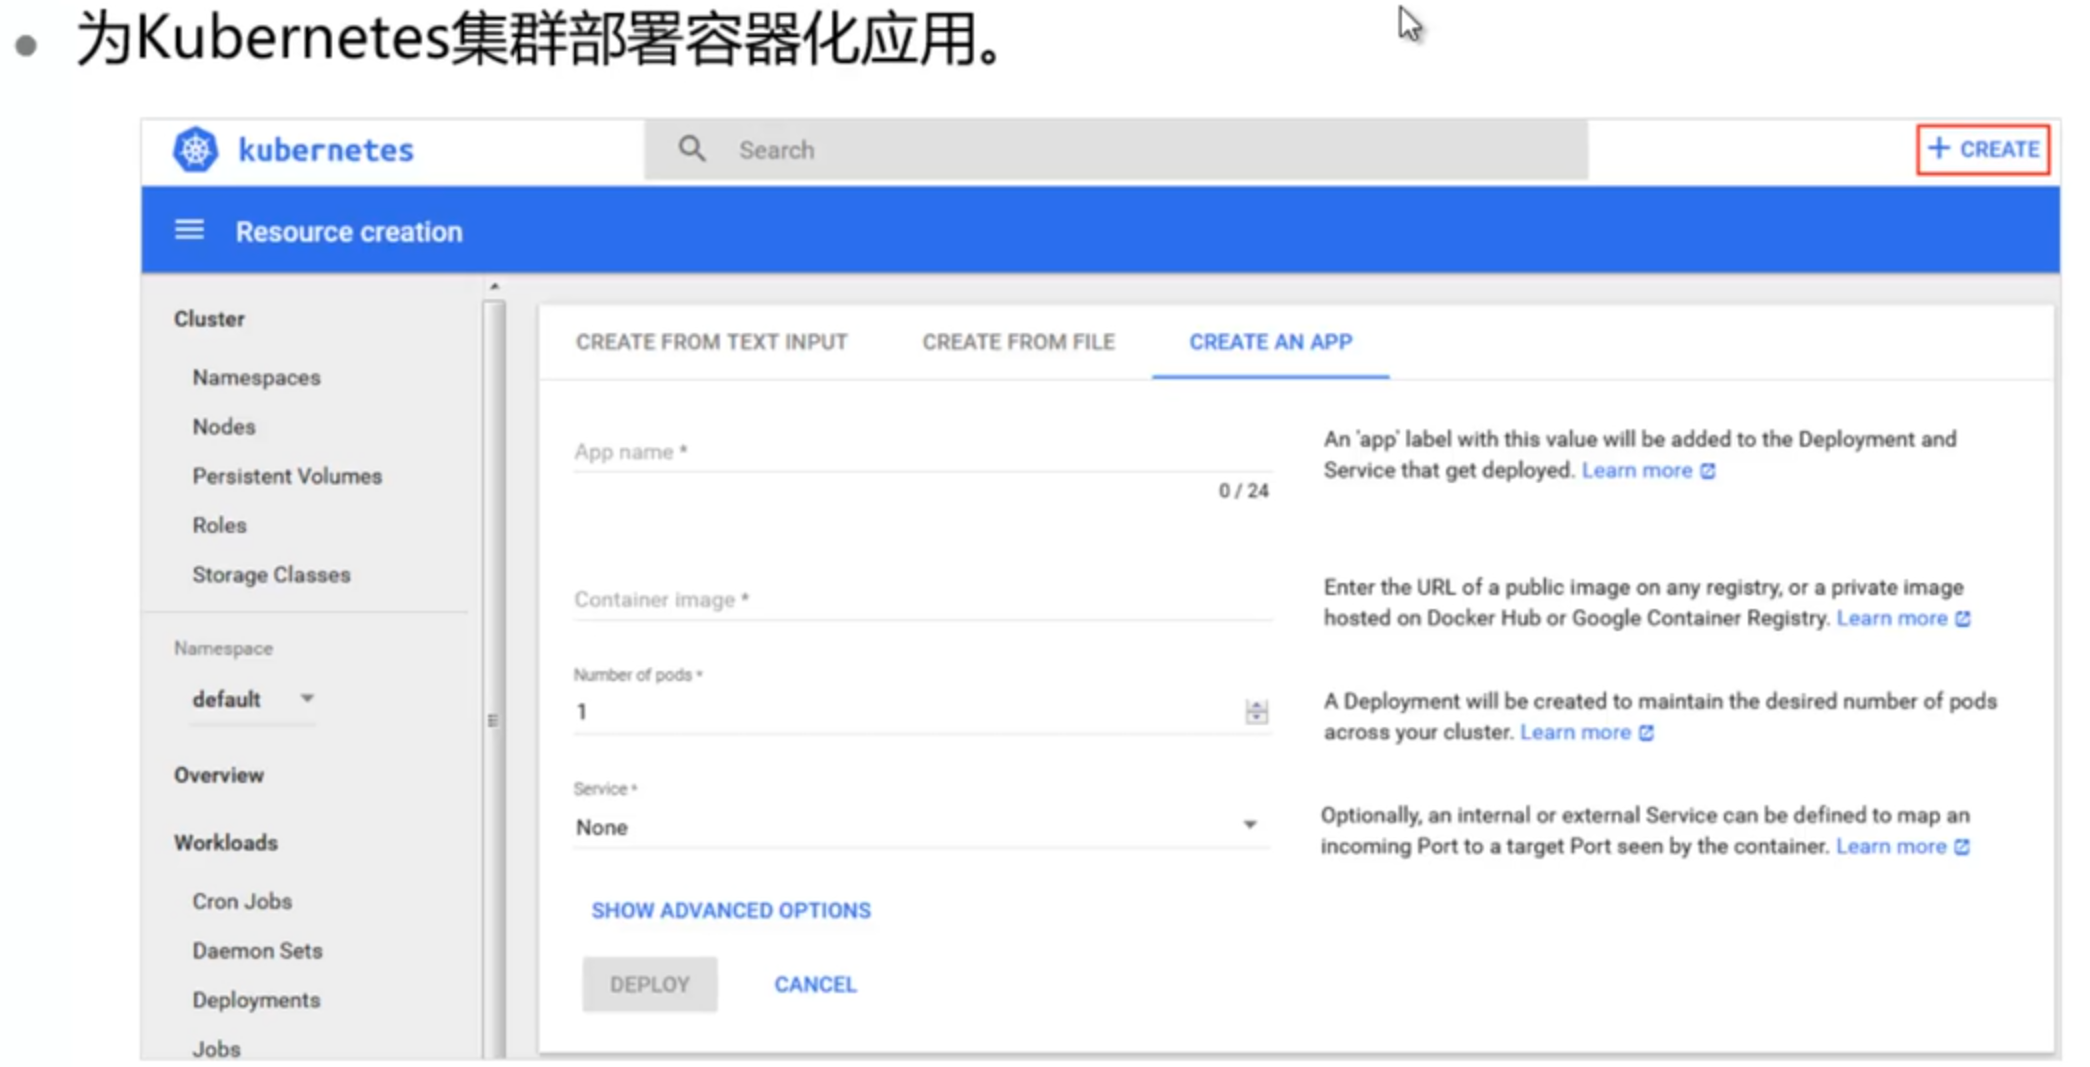 为Kubernetes集群部署容器化应用。
kubernetes
Search
+ CREATE
Resource creation
Cluster
Namespaces
Nodes
Persistent Volumes
Roles
Storage Classes
Namespace
default
Overview
Workloads
Cron Jobs
Daemon Sets
Deployments
Jobs
CREATE FROM TEXT INPUT
CREATE FROM FILE
CREATE AN APP
App name *
0 / 24
An 'app' label with this value will be added to the Deployment and
Service that get deployed. Learn more
Container image *
Enter the URL of a public image on any registry, or a private image
hosted on Docker Hub or Google Container Registry. Learn more
Number of pods *
1
A Deployment will be created to maintain the desired number of pods
across your cluster. Learn more
Service *
None
Optionally, an internal or external Service can be defined to map an
incoming Port to a target Port seen by the container. Learn more
SHOW ADVANCED OPTIONS
DEPLOY
CANCEL